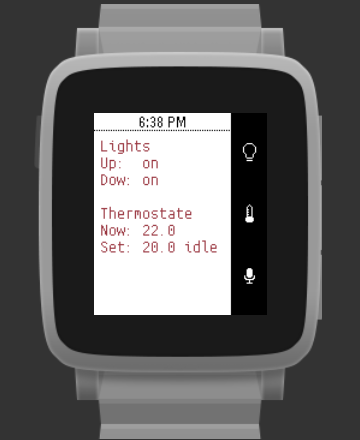 6:38 PM
Lights
Up: on
Dow: on
Thermostate
Now: 22.0
Set: 20.0 idle